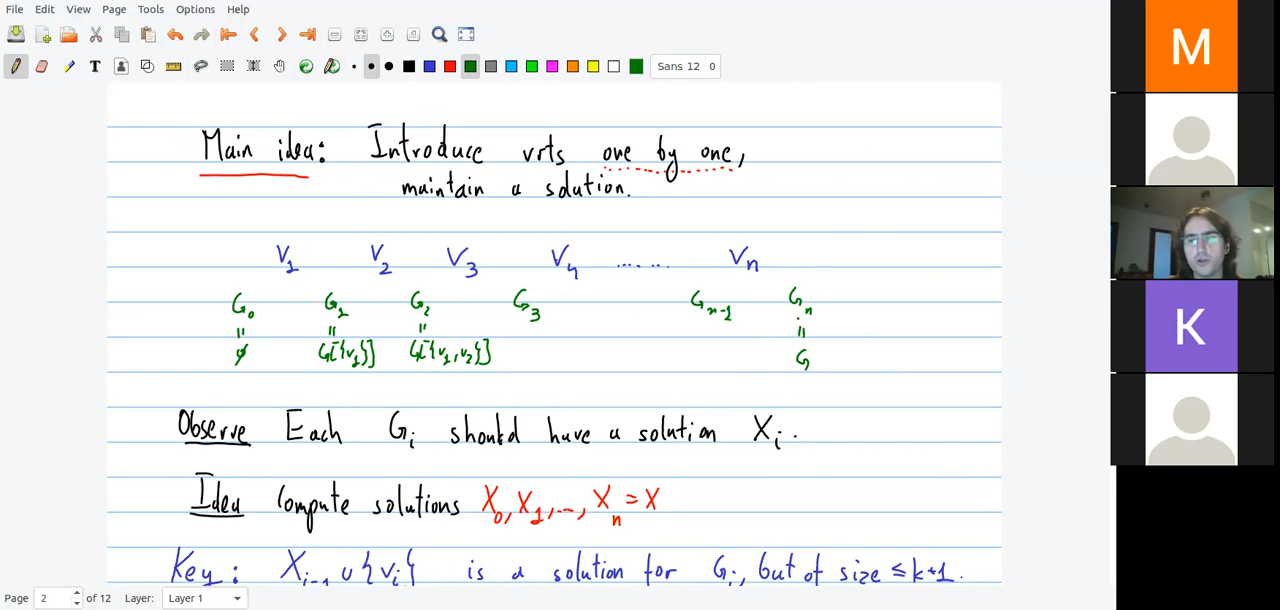 File Edit View Page Tools Options Help
Sans 12 0
Main idea: Introduce vrts one by one,
maintain a solution.
V₁ V₂ V₃ V₄ ....... Vₙ
G₀ G₁ G₂ G₃ Gₙ₋₁ Gₙ
= = = =
∅ G[{v₁}] G[{v₁,v₂}] G
Observe Each Gᵢ should have a solution Xᵢ.
Idea Compute solutions X₀, X₁, ..., Xₙ = X
Key: Xᵢ₋₁ ∪ {vᵢ} is a solution for Gᵢ, but of size ≤ k+1.
Page 2 of 12 Layer: Layer 1
M
K